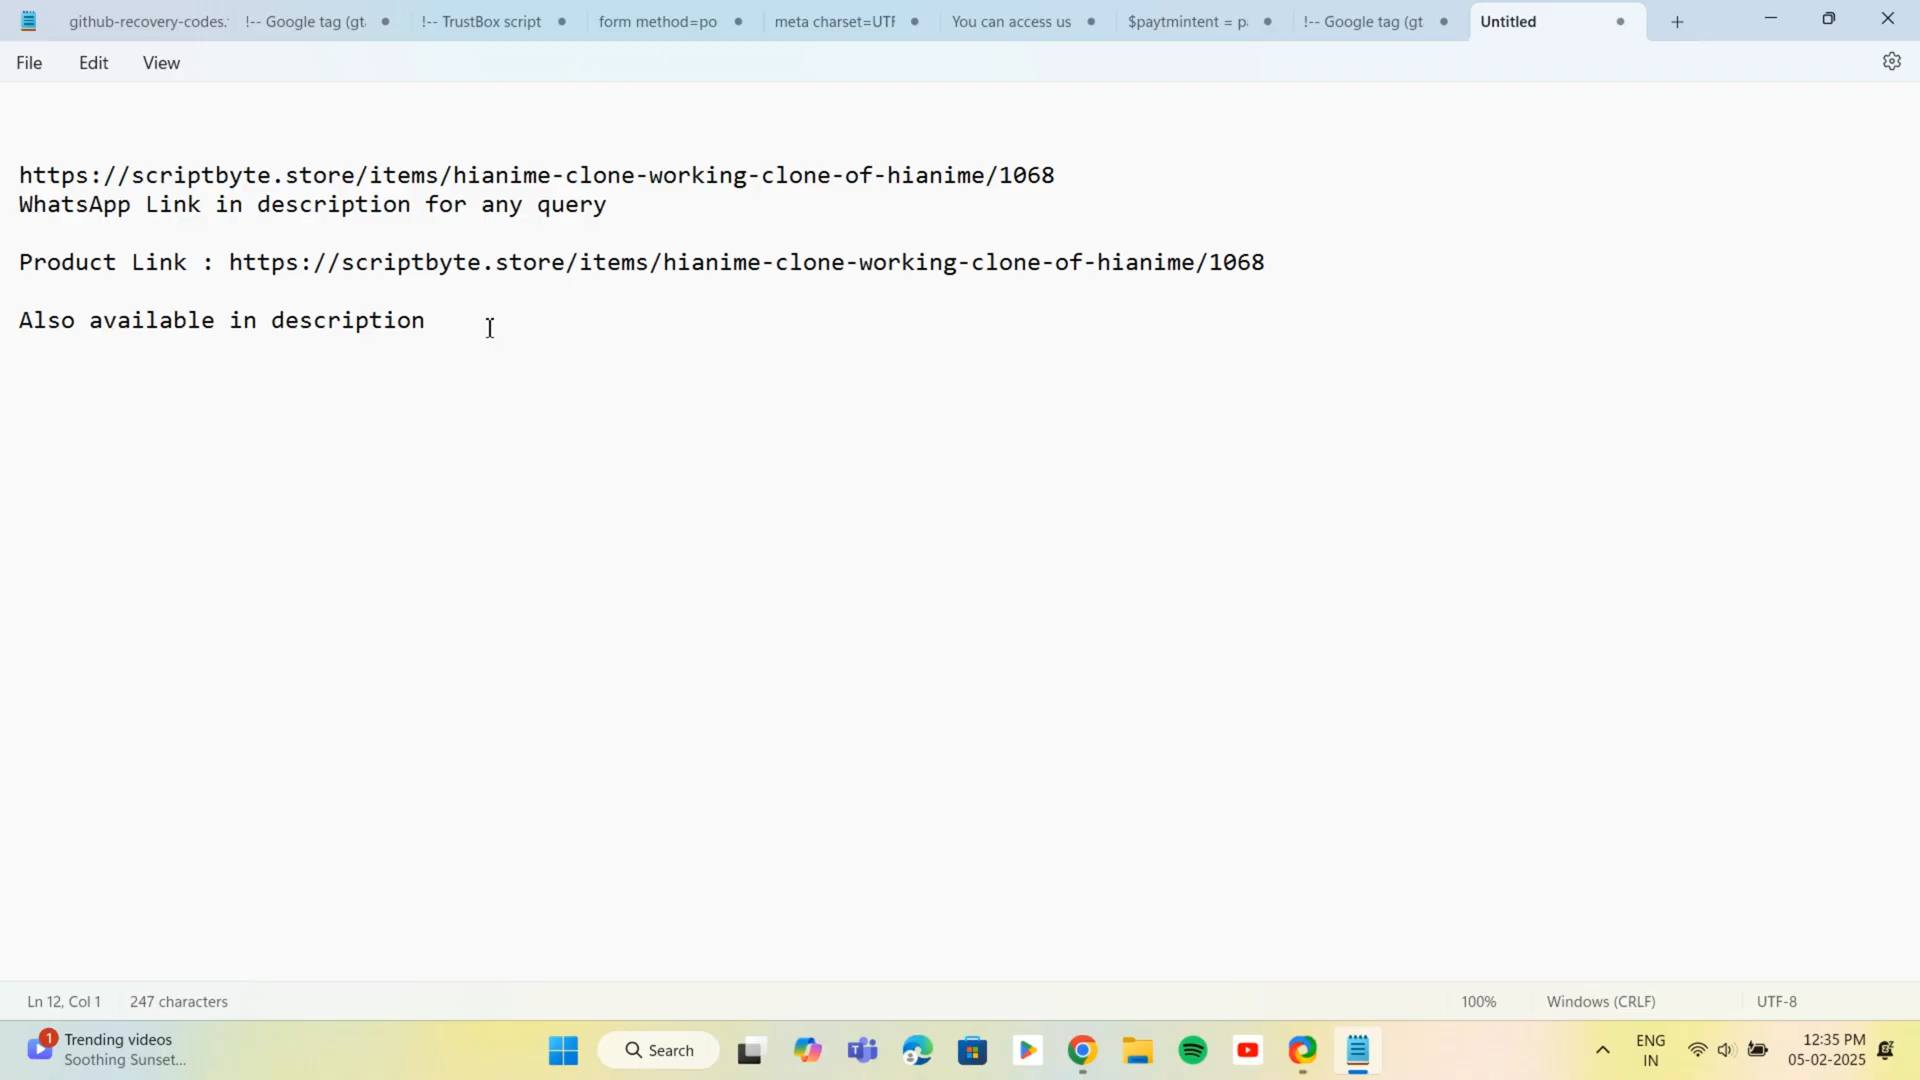 github-recovery-codes.
!-- Google tag (gt
!-- TrustBox script
form method=po
meta charset=UTF
You can access us
$paytmintent = p
!-- Google tag (gt
Untitled
File
Edit
View
https://scriptbyte.store/items/hianime-clone-working-clone-of-hianime/1068
WhatsApp Link in description for any query
Product Link : https://scriptbyte.store/items/hianime-clone-working-clone-of-hianime/1068
Also available in description
Ln 12, Col 1
247 characters
100%
Windows (CRLF)
UTF-8
1
Trending videos
Soothing Sunset...
Search
ENG
IN
12:35 PM
05-02-2025